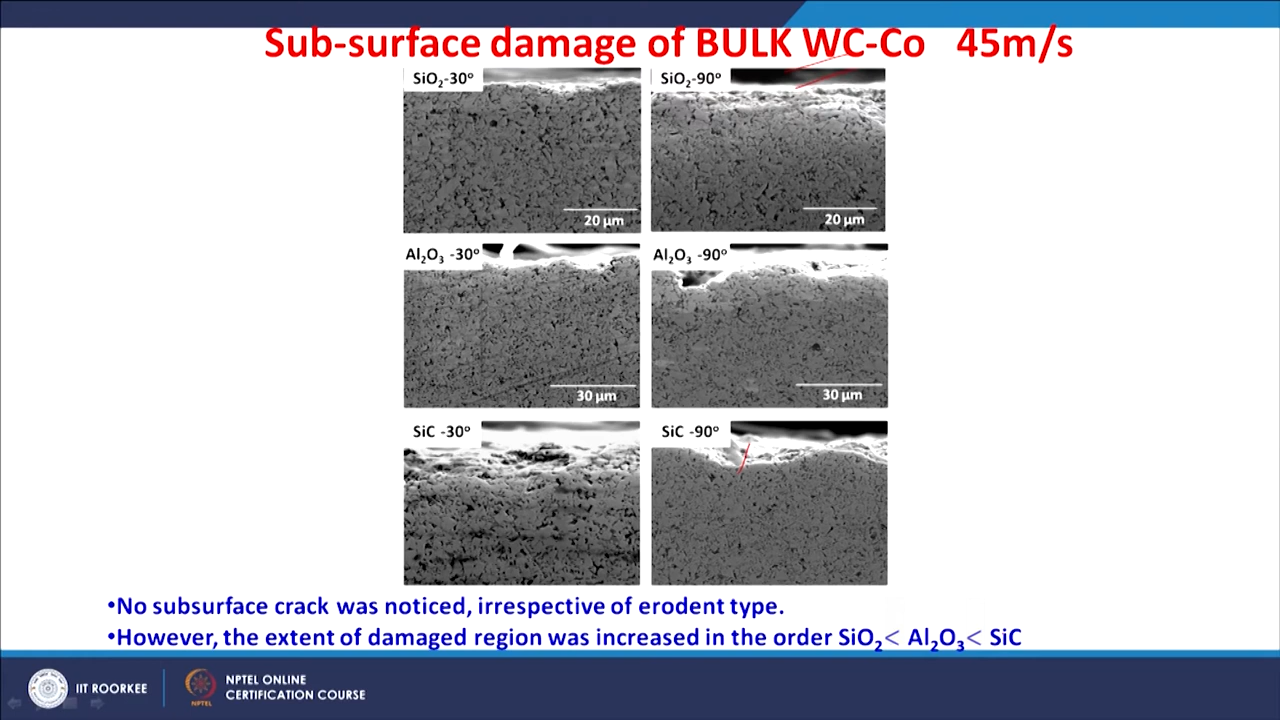 Sub-surface damage of BULK WC-Co 45m/s
SiO₂-30° SiO₂-90°
20 µm 20 µm
Al₂O₃ -30° Al₂O₃ -90°
30 µm 30 µm
SiC -30° SiC -90°
•No subsurface crack was noticed, irrespective of erodent type.
•However, the extent of damaged region was increased in the order SiO₂< Al₂O₃< SiC
IIT ROORKEE
NPTEL
NPTEL ONLINE
CERTIFICATION COURSE